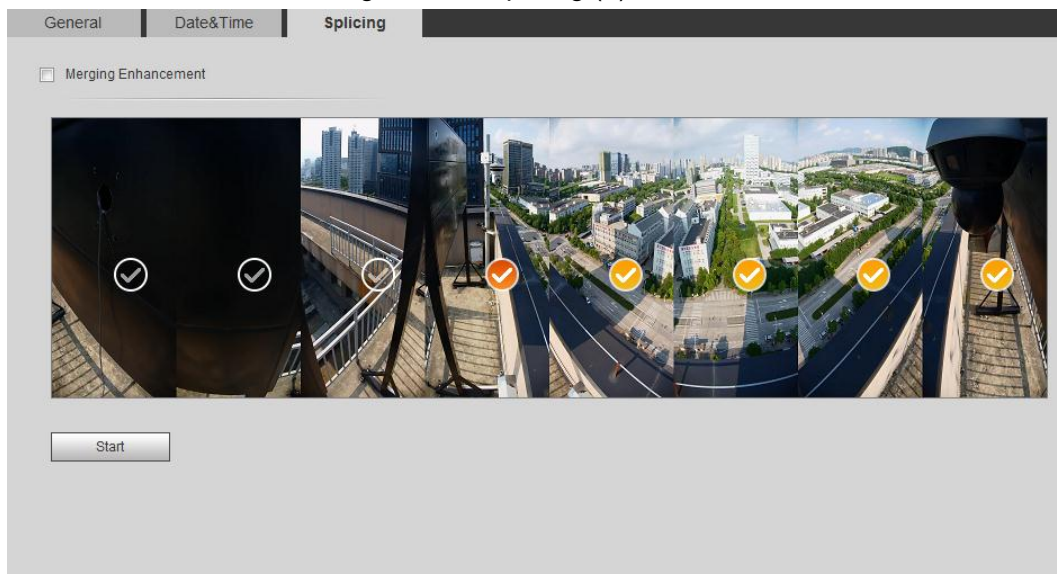 General
Date&Time
Splicing
Merging Enhancement
Start